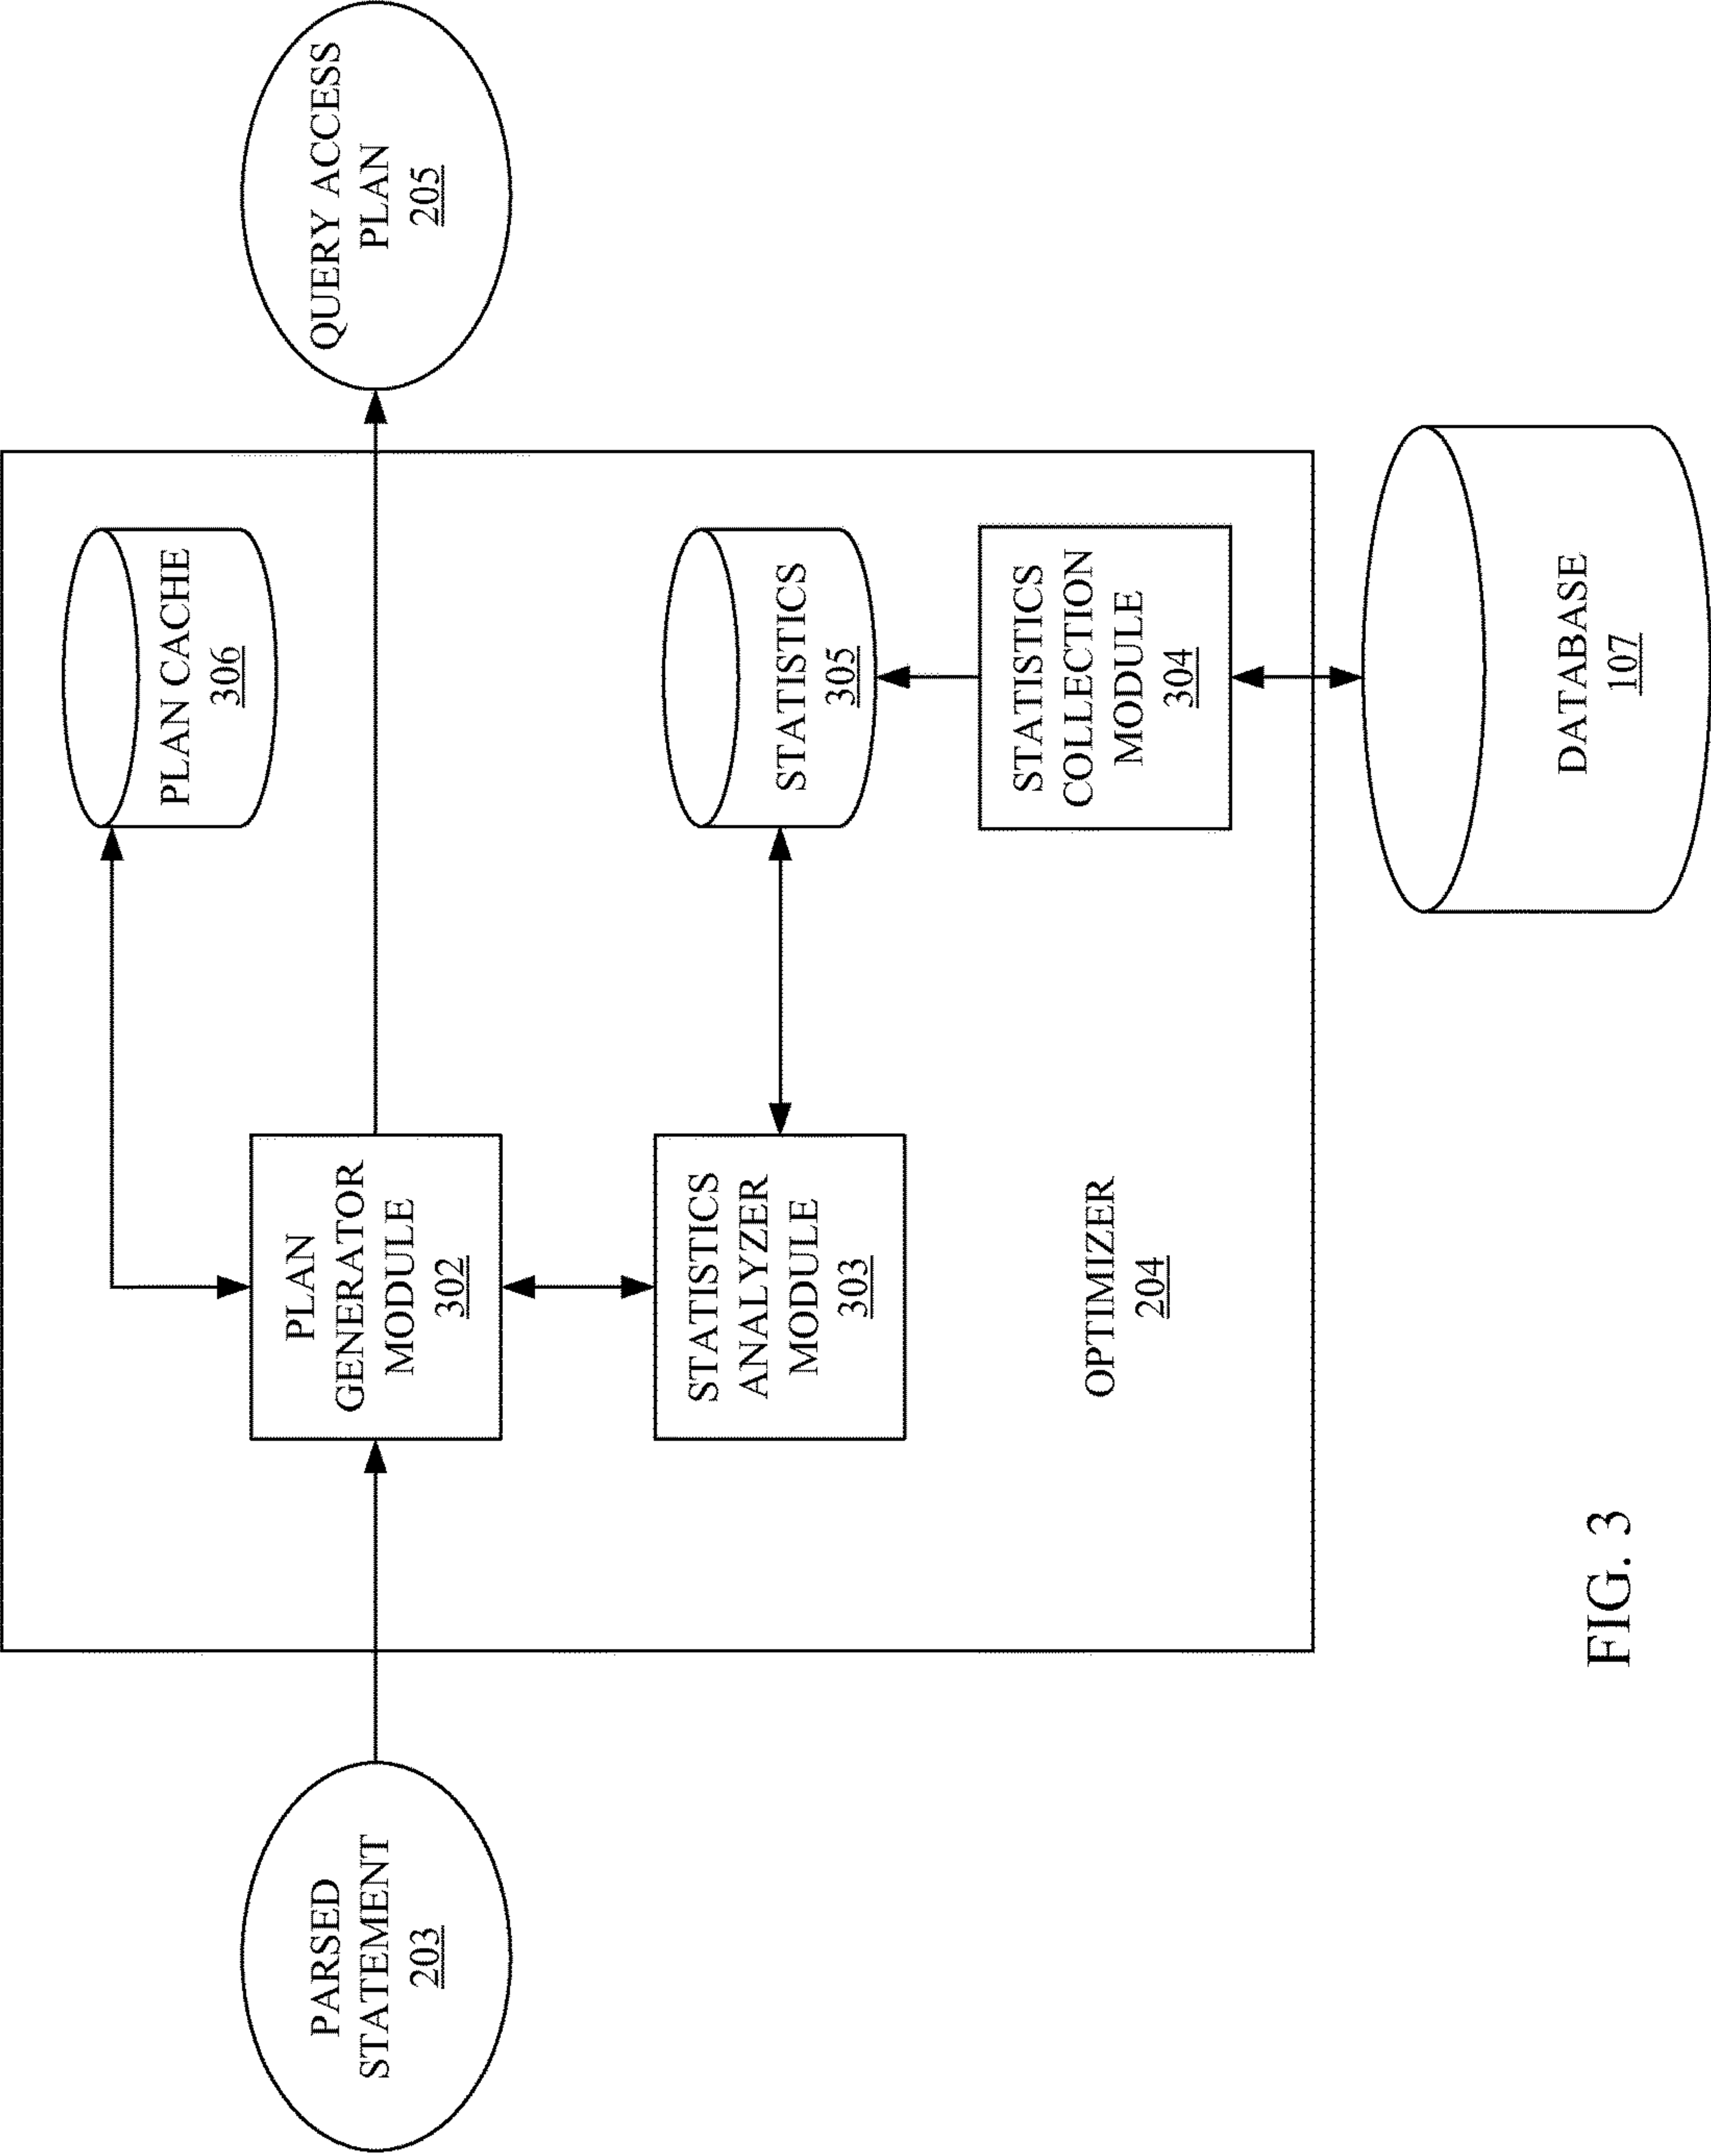 PLAN CACHE
306
PARSED
STATEMENT
203
PLAN
GENERATOR
MODULE
302
QUERY ACCESS
PLAN
205
STATISTICS
ANALYZER
MODULE
303
STATISTICS
305
OPTIMIZER
204
STATISTICS
COLLECTION
MODULE
304
DATABASE
107
FIG. 3